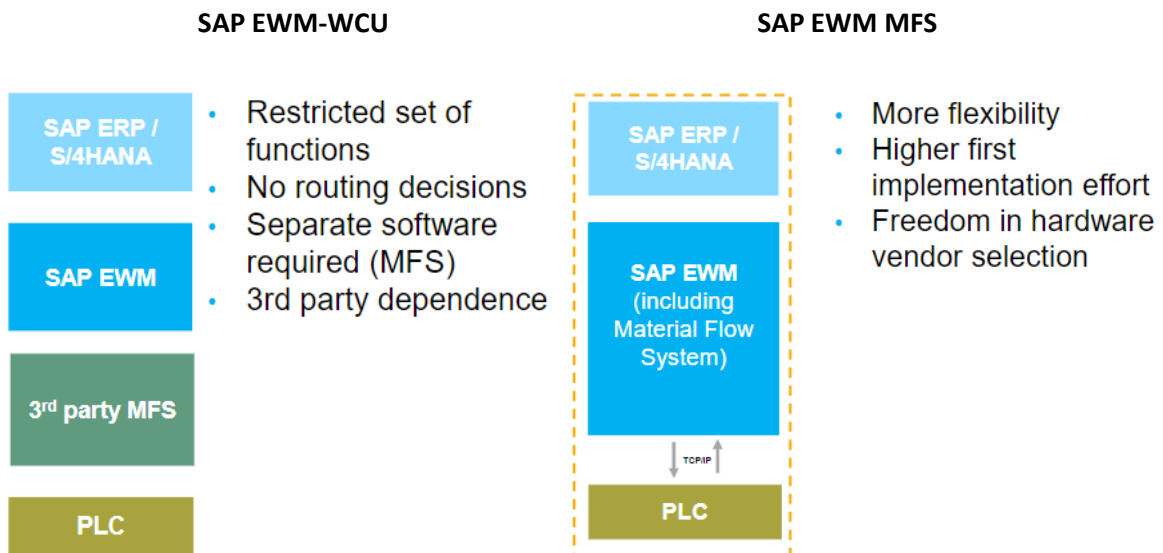 SAP EWM-WCU
SAP ERP /
S/4HANA
SAP EWM
3rd party MFS
PLC
• Restricted set of
functions
• No routing decisions
• Separate software
required (MFS)
• 3rd party dependence
SAP EWM MFS
SAP ERP /
S/4HANA
SAP EWM
(including
Material Flow
System)
TCP/IP
PLC
• More flexibility
• Higher first
implementation effort
• Freedom in hardware
vendor selection